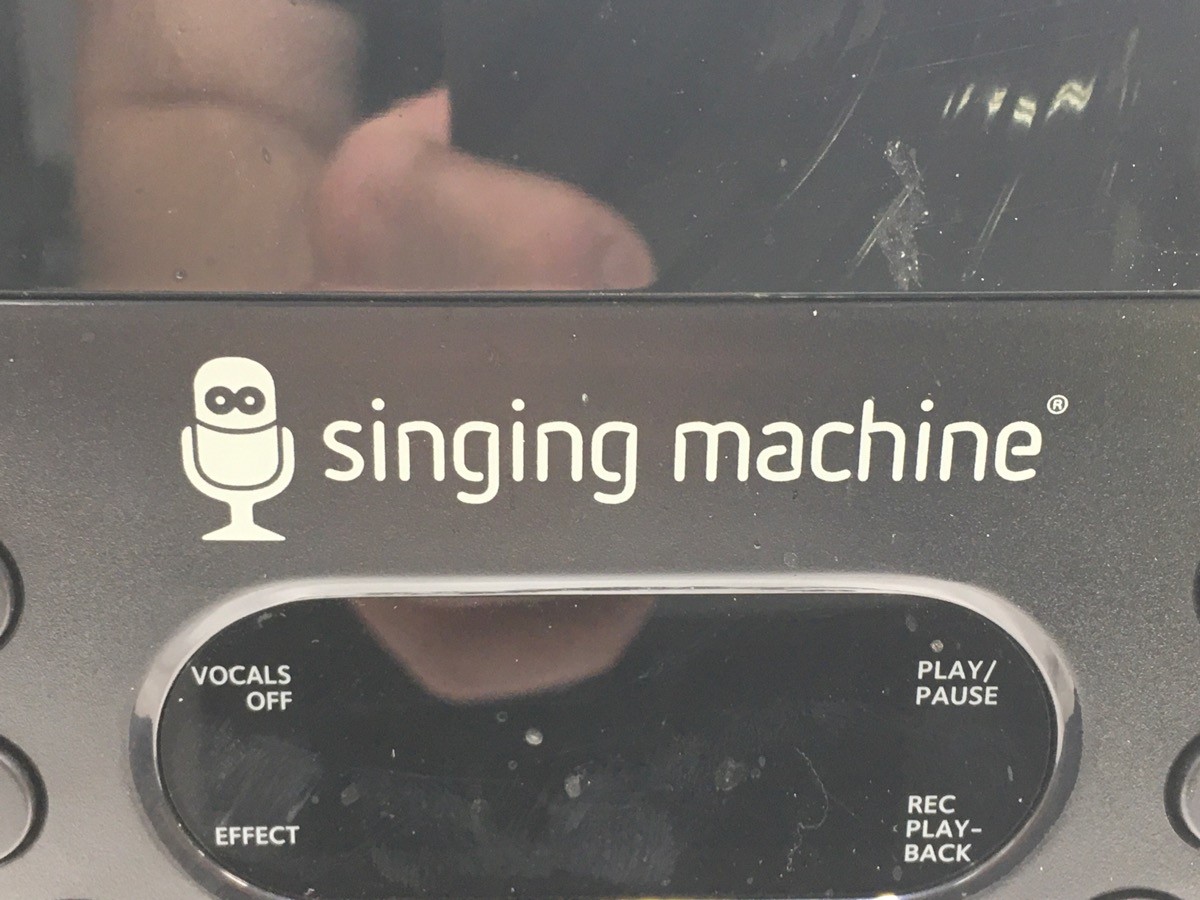 singing machine®
VOCALS
OFF
PLAY/
PAUSE
EFFECT
REC
PLAY-
BACK